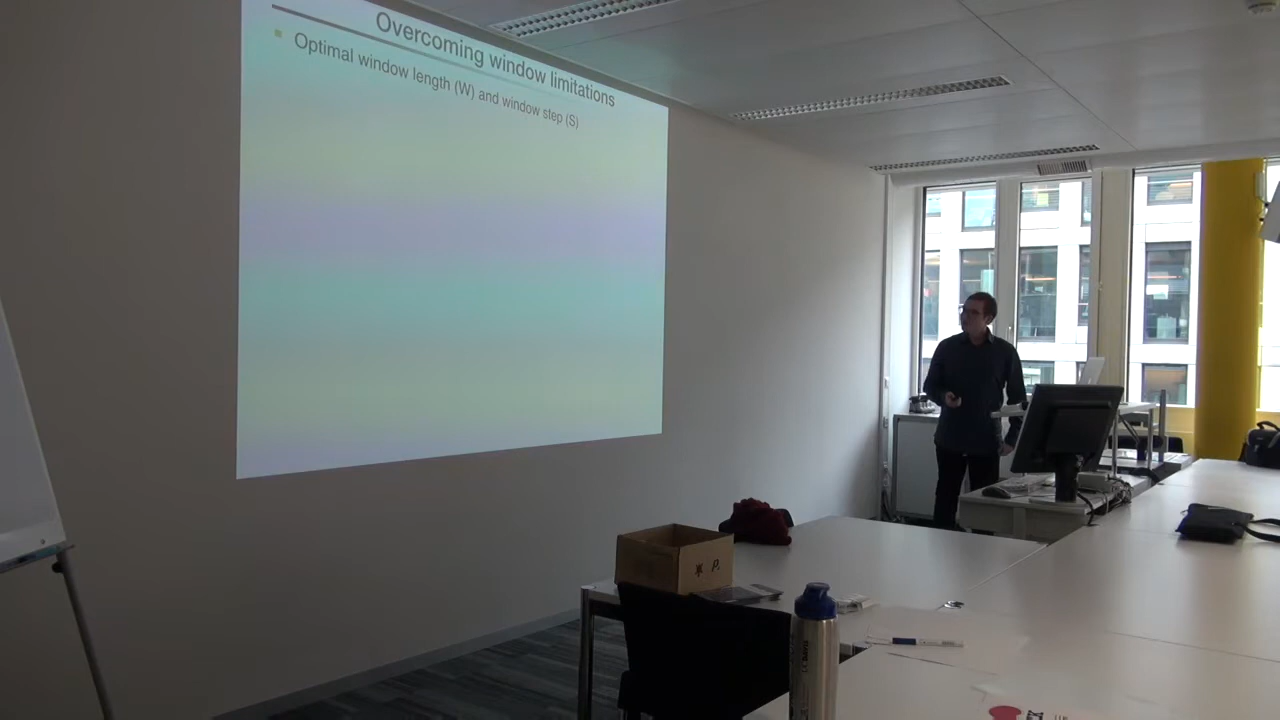 Overcoming window limitations
Optimal window length (W) and window step (S)
P.